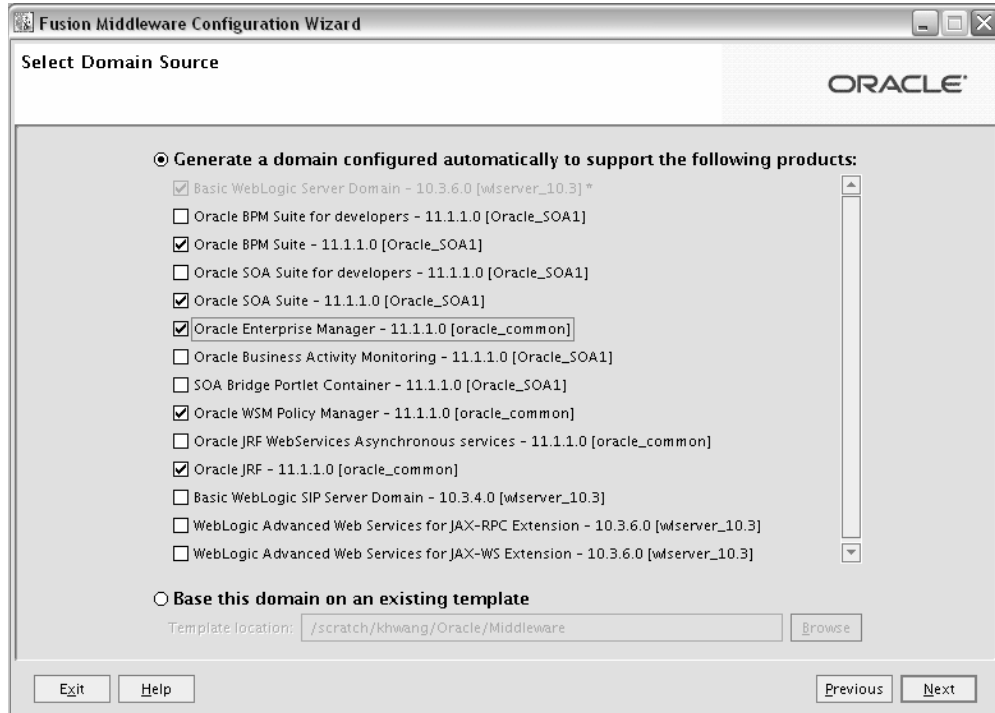 Fusion Middleware Configuration Wizard
Select Domain Source
ORACLE
Generate a domain configured automatically to support the following products:
Basic WebLogic Server Domain - 10.3.6.0 [wlserver_10.3] *
Oracle BPM Suite for developers - 11.1.1.0 [Oracle_SOA1]
Oracle BPM Suite - 11.1.1.0 [Oracle_SOA1]
Oracle SOA Suite for developers - 11.1.1.0 [Oracle_SOA1]
Oracle SOA Suite - 11.1.1.0 [Oracle_SOA1]
Oracle Enterprise Manager - 11.1.1.0 [oracle_common]
Oracle Business Activity Monitoring - 11.1.1.0 [Oracle_SOA1]
SOA Bridge Portlet Container - 11.1.1.0 [Oracle_SOA1]
Oracle WSM Policy Manager - 11.1.1.0 [oracle_common]
Oracle JRF WebServices Asynchronous services - 11.1.1.0 [oracle_common]
Oracle JRF - 11.1.1.0 [oracle_common]
Basic WebLogic SIP Server Domain - 10.3.4.0 [wlserver_10.3]
WebLogic Advanced Web Services for JAX-RPC Extension - 10.3.6.0 [wlserver_10.3]
WebLogic Advanced Web Services for JAX-WS Extension - 10.3.6.0 [wlserver_10.3]
Base this domain on an existing template
Template location: /scratch/khwang/Oracle/Middleware Browse
Exit Help Previous Next